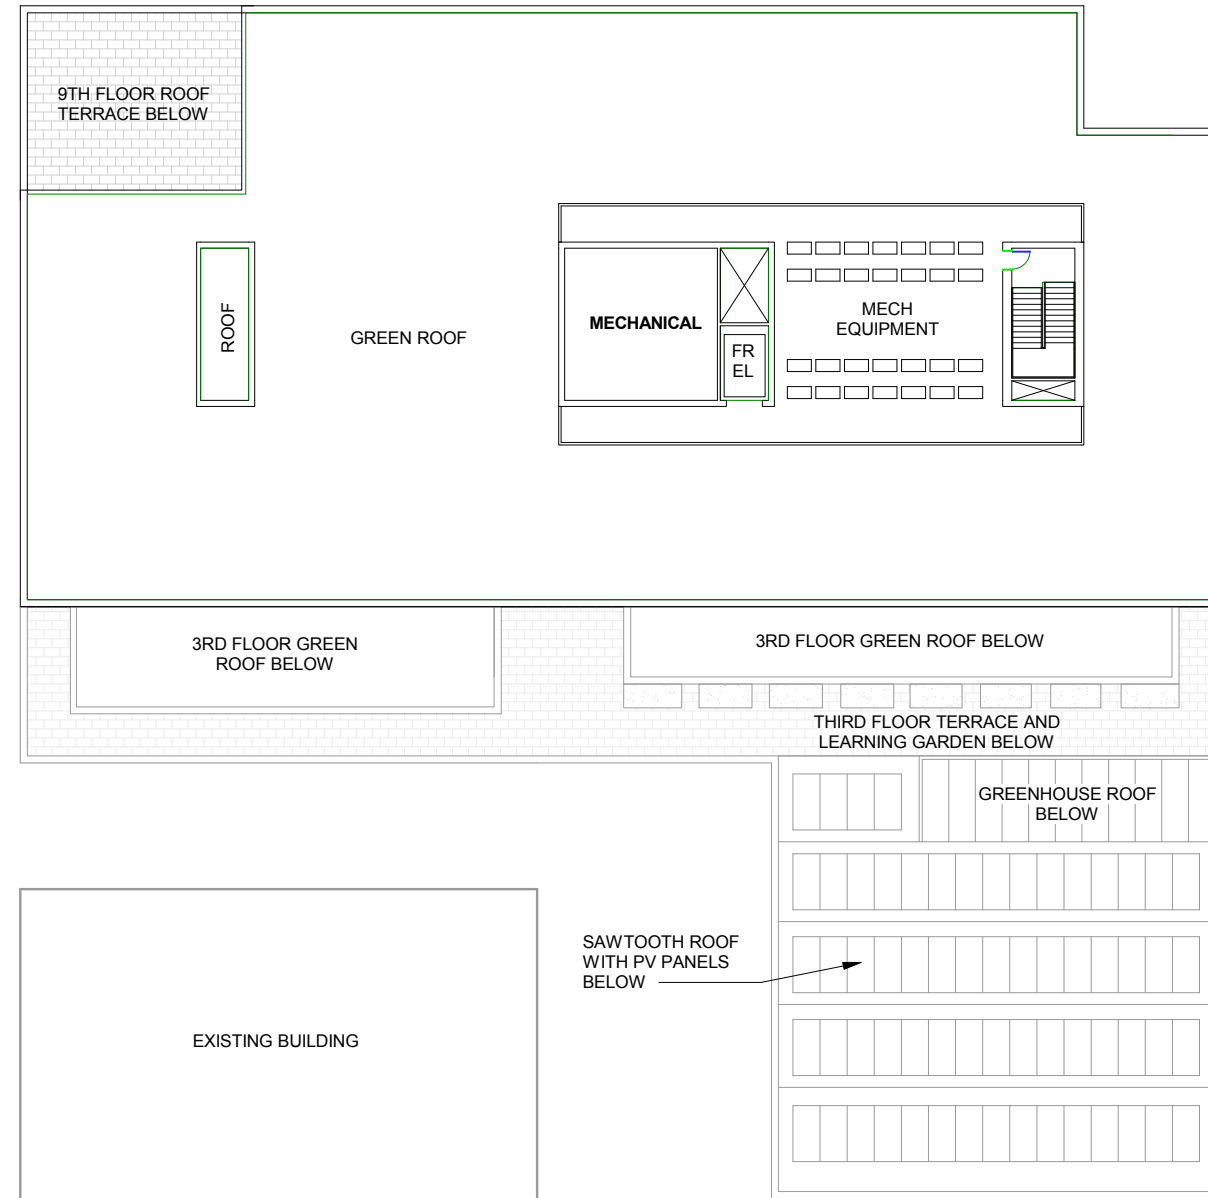 9TH FLOOR ROOF
TERRACE BELOW
ROOF
GREEN ROOF
MECHANICAL
FR
EL
MECH
EQUIPMENT
3RD FLOOR GREEN
ROOF BELOW
3RD FLOOR GREEN ROOF BELOW
THIRD FLOOR TERRACE AND
LEARNING GARDEN BELOW
GREENHOUSE ROOF
BELOW
SAWTOOTH ROOF
WITH PV PANELS
BELOW
EXISTING BUILDING